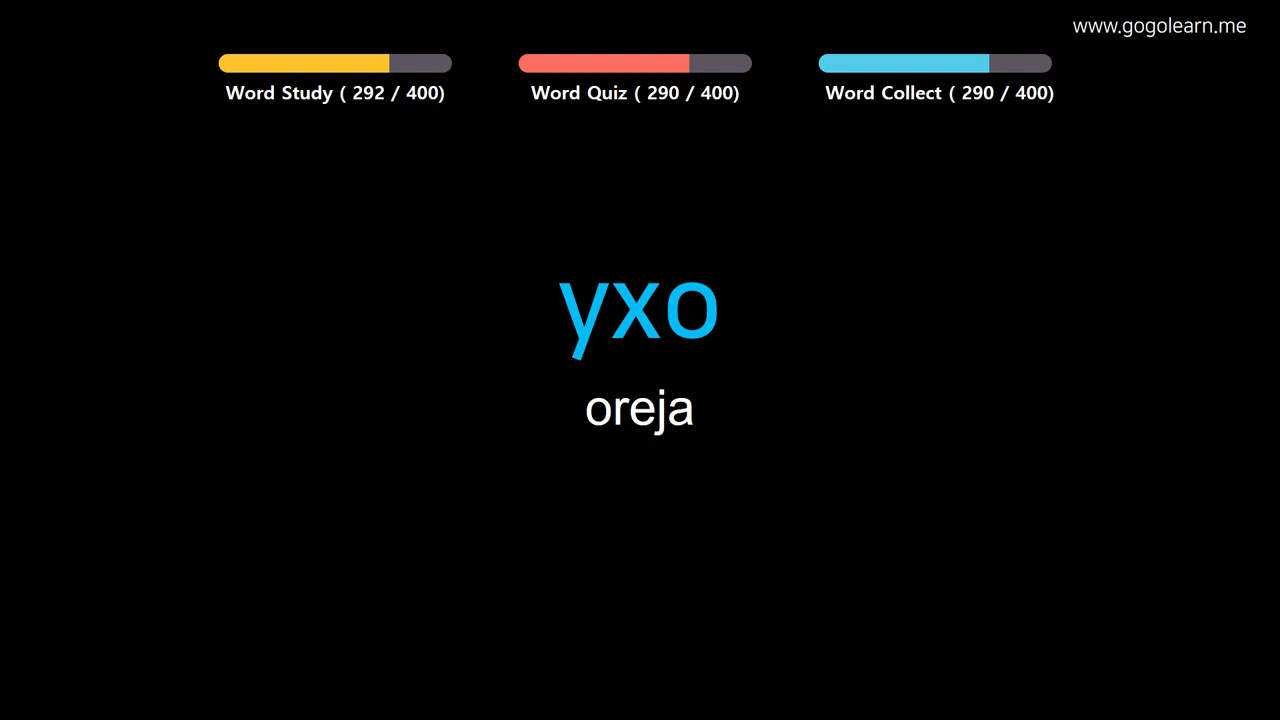 www.gogolearn.me
Word Study ( 292 / 400)
Word Quiz ( 290 / 400)
Word Collect ( 290 / 400)
ухо
oreja